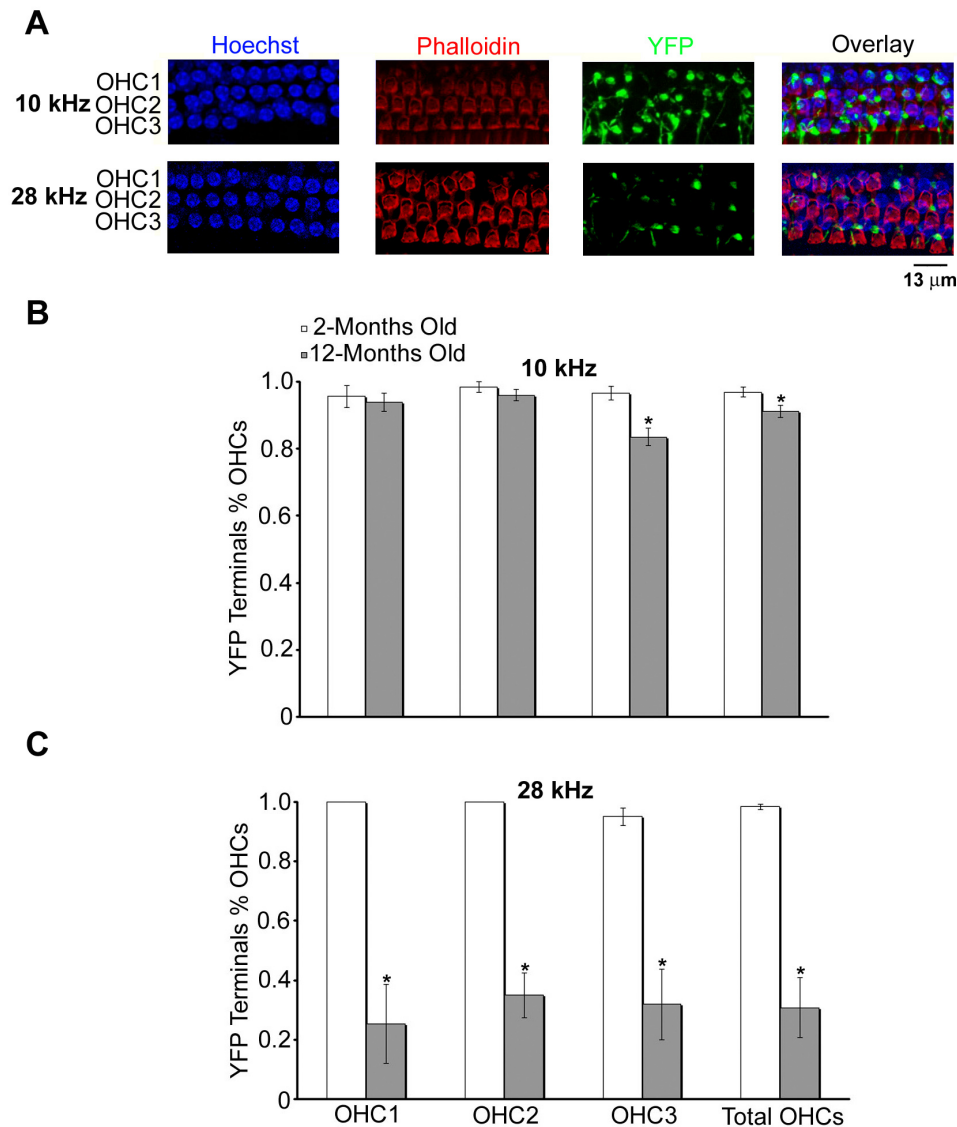 A
Hoechst Phalloidin YFP Overlay
10 kHz
OHC1
OHC2
OHC3
28 kHz
OHC1
OHC2
OHC3
13 µm
B
2-Months Old
12-Months Old
10 kHz
YFP Terminals % OHCs
1.0
0.8
0.6
0.4
0.2
0
* *
C
28 kHz
YFP Terminals % OHCs
1.0
0.8
0.6
0.4
0.2
0
* * * *
OHC1 OHC2 OHC3 Total OHCs